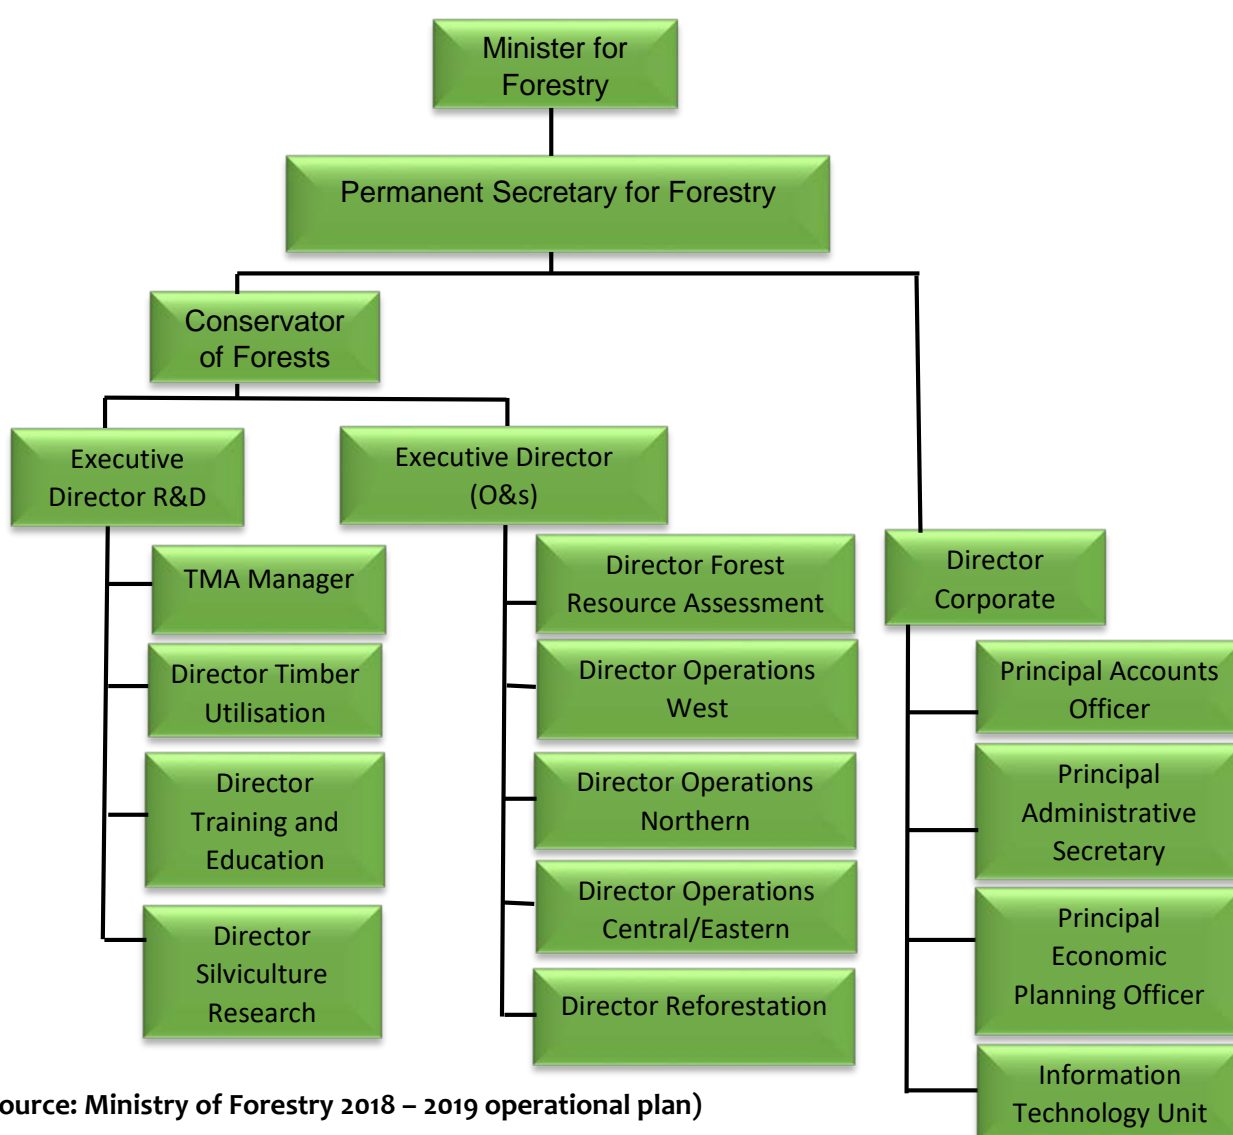 Minister for
Forestry
Permanent Secretary for Forestry
Conservator
of Forests
Executive
Director R&D
Executive Director
(O&s)
TMA Manager
Director Timber
Utilisation
Director
Training and
Education
Director
Silviculture
Research
Director Forest
Resource Assessment
Director Operations
West
Director Operations
Northern
Director Operations
Central/Eastern
Director Reforestation
Director
Corporate
Principal Accounts
Officer
Principal
Administrative
Secretary
Principal
Economic
Planning Officer
Information
Technology Unit
ource: Ministry of Forestry 2018 – 2019 operational plan)